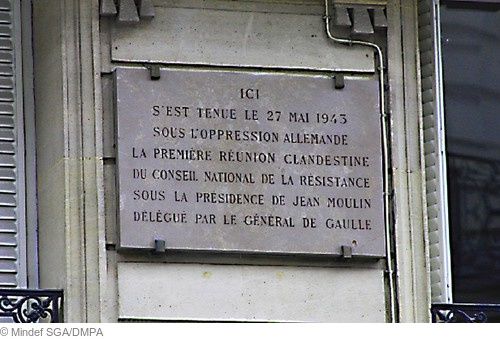 ICI
S'EST TENUE LE 27 MAI 1943
SOUS L'OPPRESSION ALLEMANDE
LA PREMIÈRE RÉUNION CLANDESTINE
DU CONSEIL NATIONAL DE LA RÉSISTANCE
SOUS LA PRÉSIDENCE DE JEAN MOULIN
DÉLÉGUÉ PAR LE GÉNÉRAL DE GAULLE
© Mindef SGA/DMPA